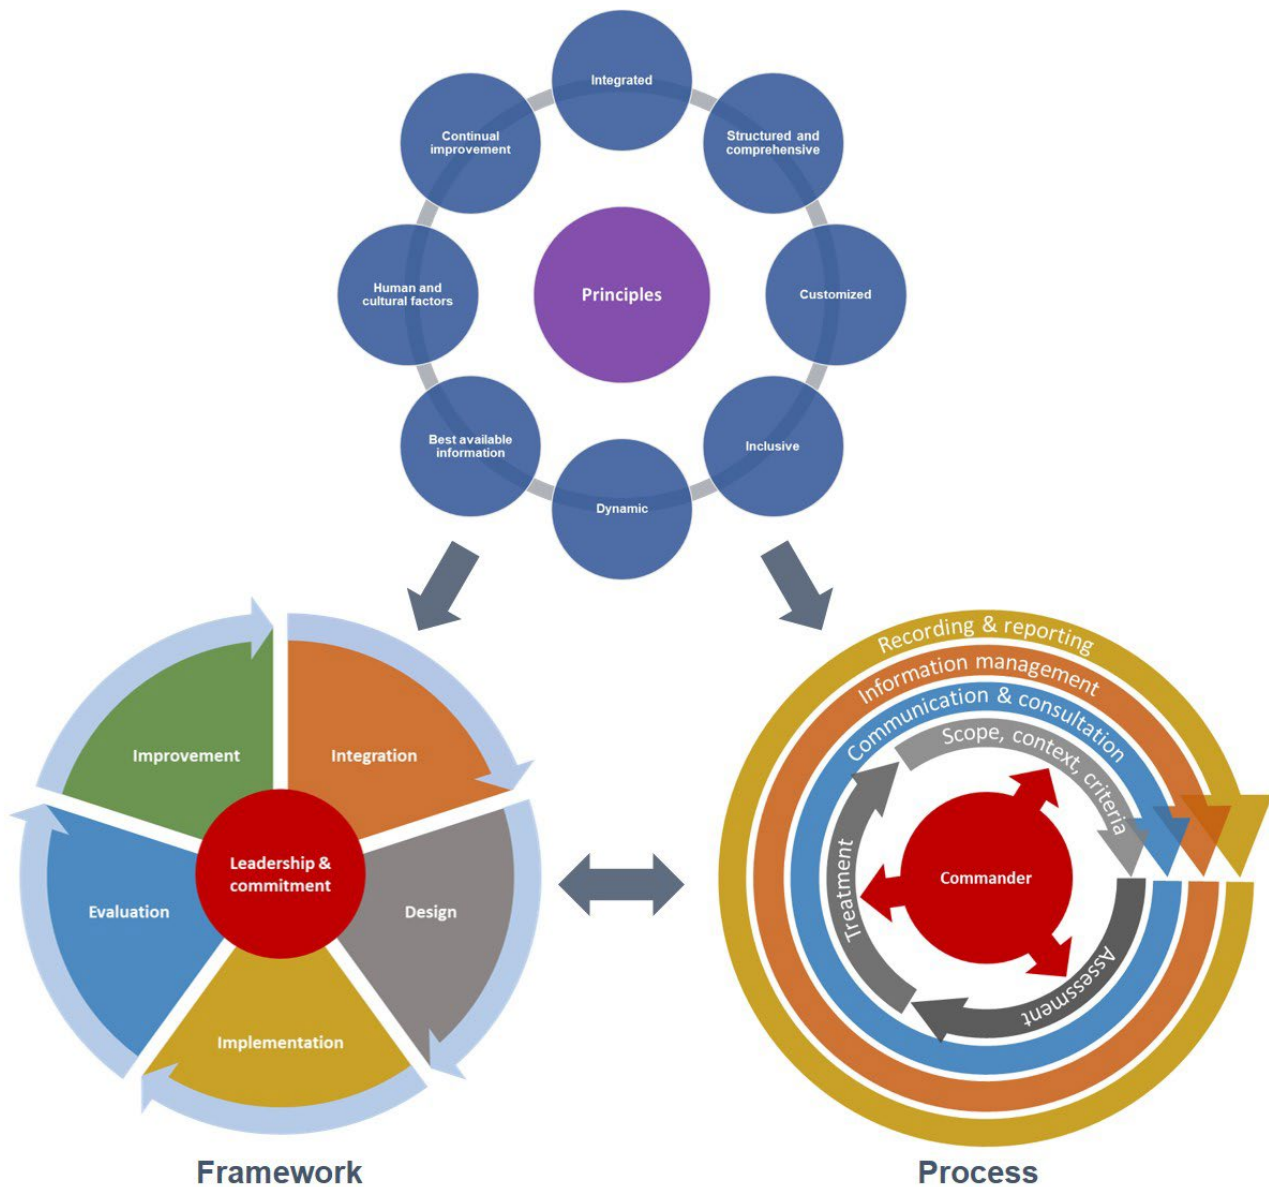 Integrated
Structured and
comprehensive
Customized
Inclusive
Dynamic
Best available
information
Human and
cultural factors
Continual
improvement
Principles
Improvement
Integration
Design
Implementation
Evaluation
Leadership &
commitment
Framework
Recording & reporting
Information management
Communication & consultation
Scope, context, criteria
Assessment
Treatment
Commander
Process